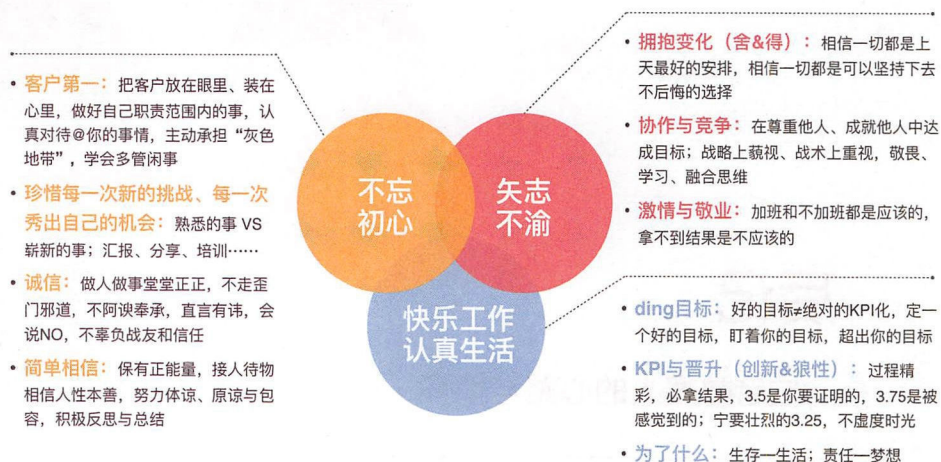 • 客户第一：把客户放在眼里、装在
心里，做好自己职责范围内的事，认
真对待@你的事情，主动承担“灰色
地带”，学会多管闲事
• 珍惜每一次新的挑战、每一次
秀出自己的机会：熟悉的事 VS
崭新的事；汇报、分享、培训……
• 诚信：做人做事堂堂正正，不走歪
门邪道，不阿谀奉承，直言有讳，会
说NO，不辜负战友和信任
• 简单相信：保有正能量，接人待物
相信人性本善，努力体谅、原谅与包
容，积极反思与总结
不忘
初心
矢志
不渝
快乐工作
认真生活
• 拥抱变化（舍&得）：相信一切都是上
天最好的安排，相信一切都是可以坚持下去
不后悔的选择
• 协作与竞争：在尊重他人、成就他人中达
成目标；战略上藐视、战术上重视，敬畏、
学习、融合思维
• 激情与敬业：加班和不加班都是应该的，
拿不到结果是不应该的
• ding目标：好的目标≠绝对的KPI化，定一
个好的目标，盯着你的目标，超出你的目标
• KPI与晋升（创新&狼性）：过程精
彩，必拿结果，3.5是你要证明的，3.75是被
感觉到的；宁要壮烈的3.25，不虚度时光
• 为了什么：生存—生活；责任—梦想